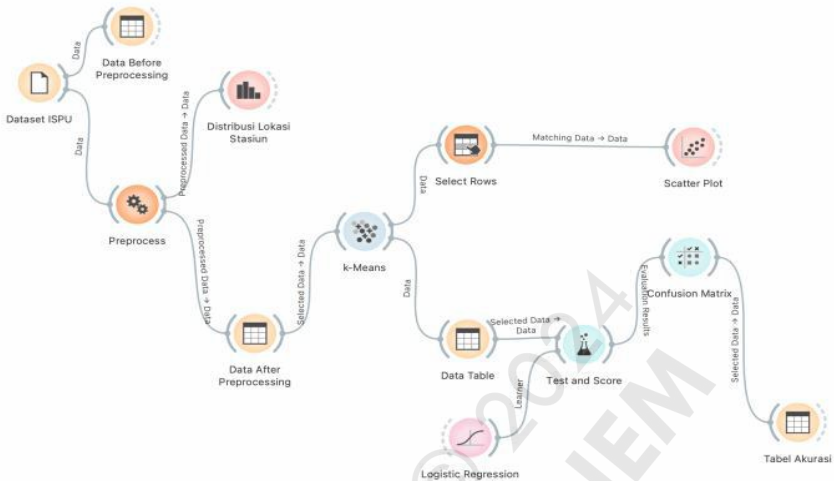 Data
Data Before
Preprocessing
Dataset ISPU
Data
Preprocessed Data → Data
Distribusi Lokasi
Stasiun
Preprocess
Preprocessed Data → Data
Data After
Preprocessing
Selected Data → Data
k-Means
Data
Select Rows
Matching Data → Data
Scatter Plot
Data
Data Table
Selected Data →
Data
Learner
Logistic Regression
Test and Score
Evaluation Results
Confusion Matrix
Selected Data → Data
Tabel Akurasi
© 2024